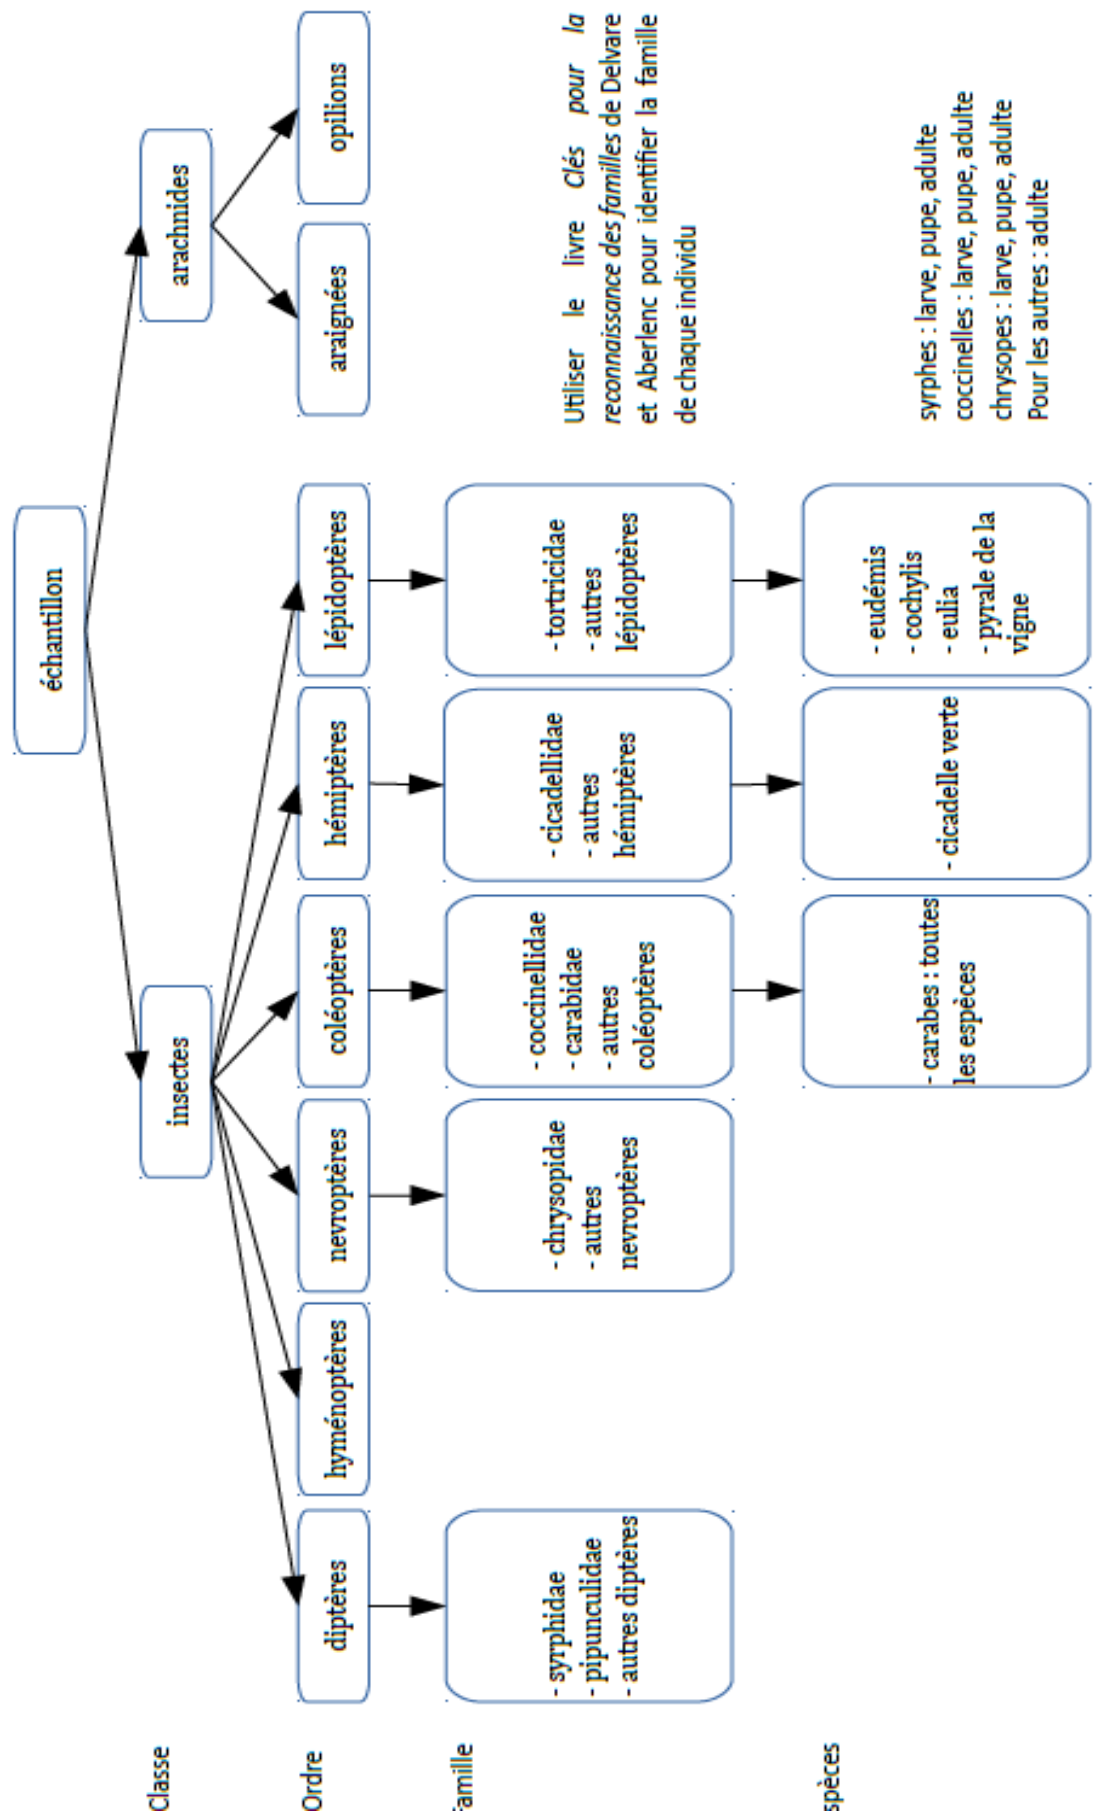 échantillon
Classe
insectes
arachnides
Ordre
diptères
hyménoptères
nevroptères
coléoptères
hémiptères
lépidoptères
araignées
opilions
amille
- syrphidae
- pipunculidae
- autres diptères
- chrysopidae
- autres
nevroptères
- coccinellidae
- carabidae
- autres
coléoptères
- cicadellidae
- autres
hémiptères
- tortricidae
- autres
lépidoptères
Utiliser le livre Clés pour la
reconnaissance des familles de Delvare
et Aberlenc pour identifier la famille
de chaque individu
spèces
- carabes : toutes
les espèces
- cicadelle verte
- eudémis
- cochylis
- eulia
- pyrale de la
vigne
syrphes : larve, pupe, adulte
coccinelles : larve, pupe, adulte
chrysopes : larve, pupe, adulte
Pour les autres : adulte